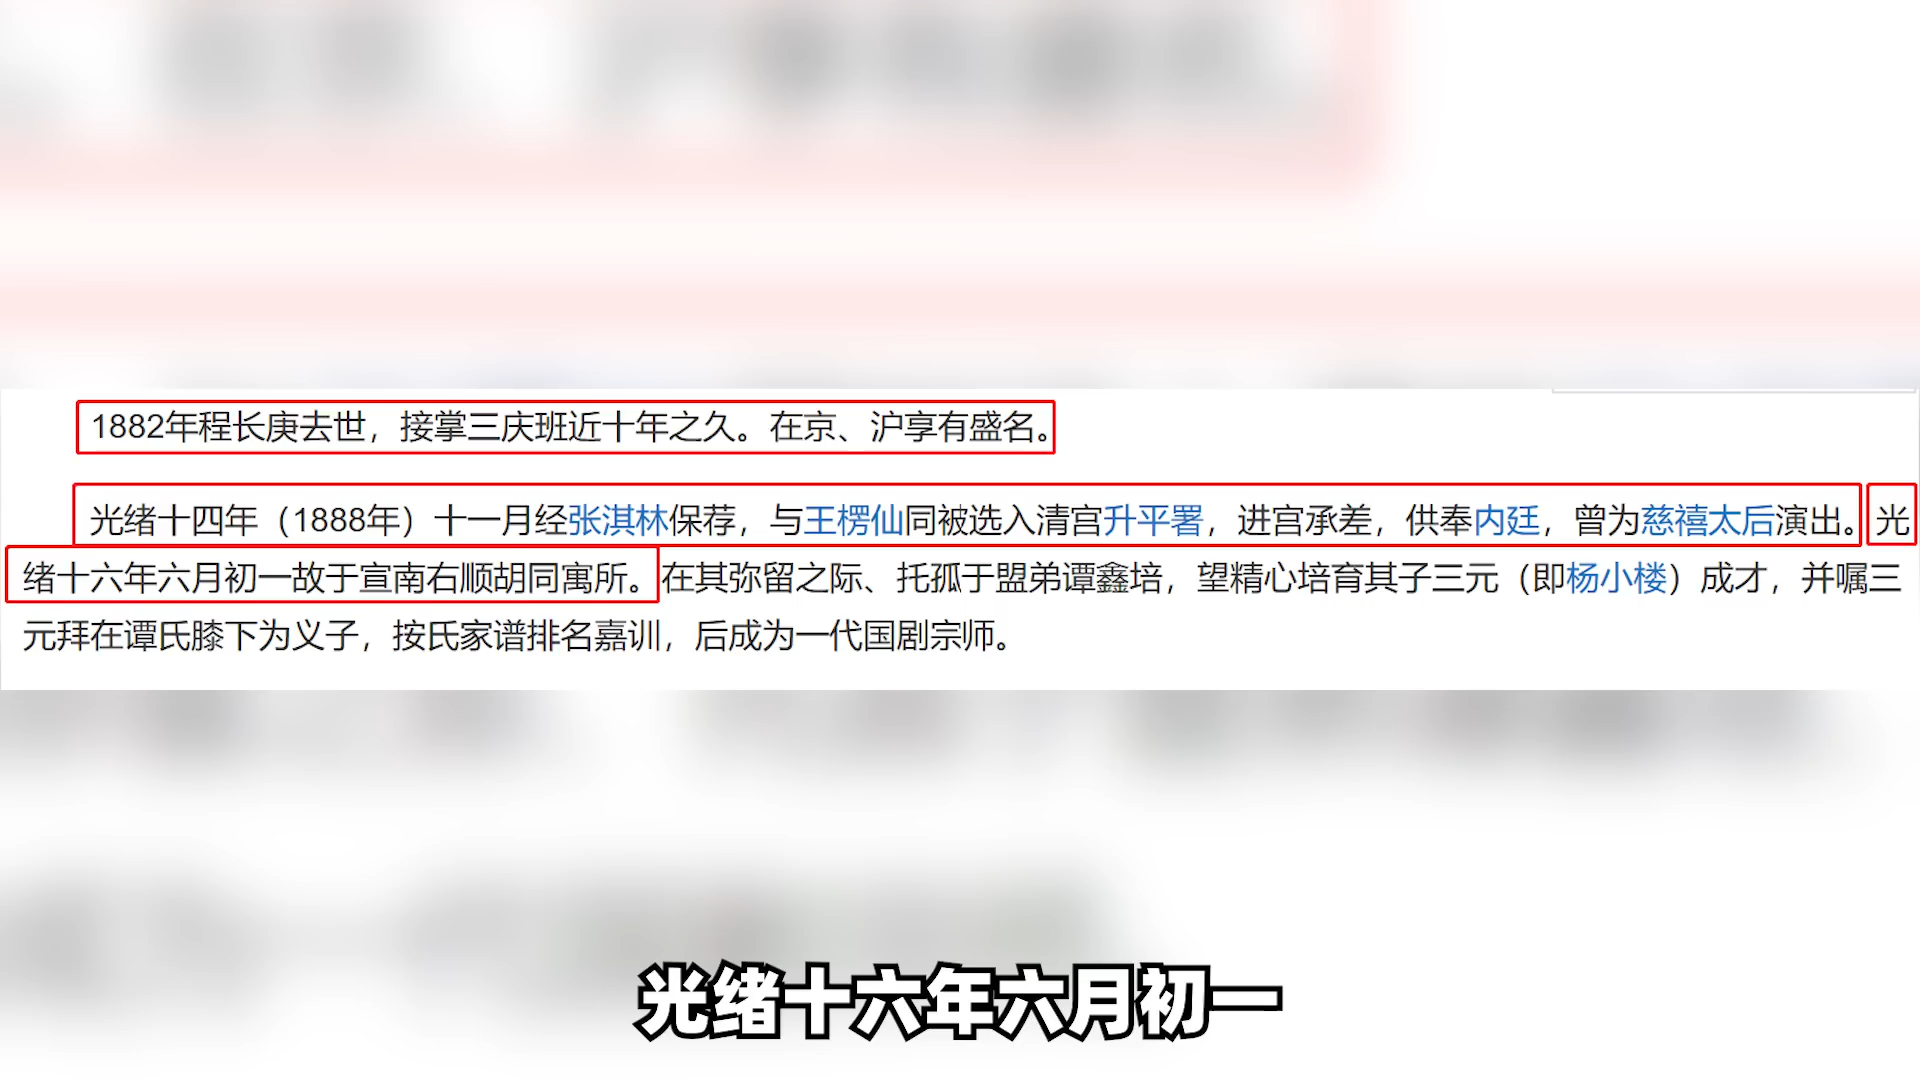 1882年程长庚去世，接掌三庆班近十年之久。在京、沪享有盛名。
光绪十四年（1888年）十一月经张淇林保荐，与王楞仙同被选入清宫升平署，进宫承差，供奉内廷，曾为慈禧太后演出。光
绪十六年六月初一故于宣南右顺胡同寓所。在其弥留之际、托孤于盟弟谭鑫培，望精心培育其子三元（即杨小楼）成才，并嘱三
元拜在谭氏膝下为义子，按氏家谱排名嘉训，后成为一代国剧宗师。
光绪十六年六月初一